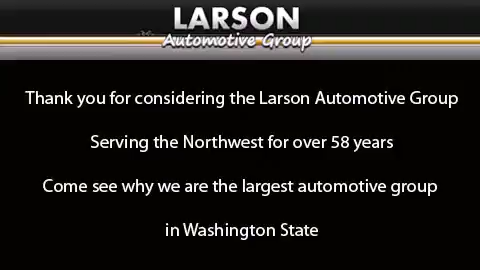 LARSON
Automotive Group
Thank you for considering the Larson Automotive Group
Serving the Northwest for over 58 years
Come see why we are the largest automotive group
in Washington State